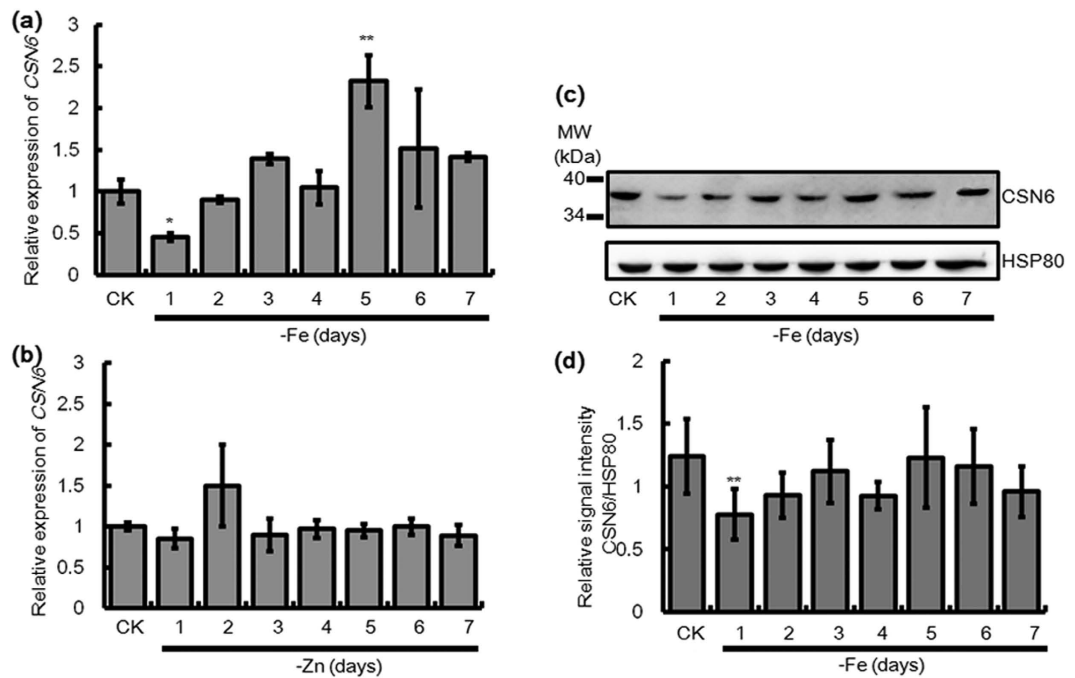 (a)
Relative expression of CSN6
3
2.5
2
1.5
1
0.5
0
*
**
CK 1 2 3 4 5 6 7
-Fe (days)
(b)
Relative expression of CSN6
3
2.5
2
1.5
1
0.5
0
CK 1 2 3 4 5 6 7
-Zn (days)
(c)
MW
(kDa)
40
34
CSN6
HSP80
CK 1 2 3 4 5 6 7
-Fe (days)
(d)
Relative signal intensity
CSN6/HSP80
2
1.5
1
0.5
0
**
CK 1 2 3 4 5 6 7
-Fe (days)